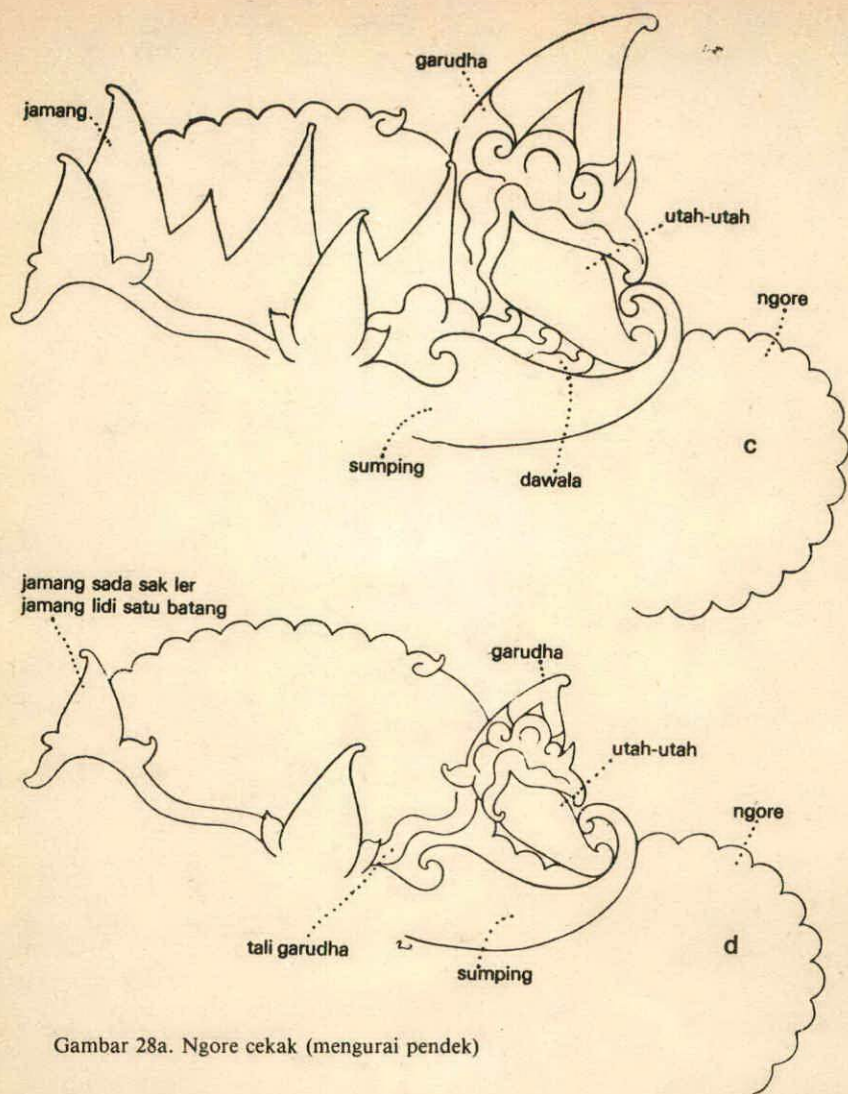 garudha
jamang
utah-utah
ngore
c
sumping
dawala
jamang sada sak ler
jamang lidi satu batang
garudha
utah-utah
ngore
tali garudha
sumping
d
Gambar 28a. Ngore cekak (mengurai pendek)